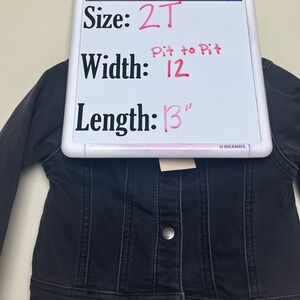 Size: 2T
Pit to Pit
Width: 12
Length: 13"
U BRANDS